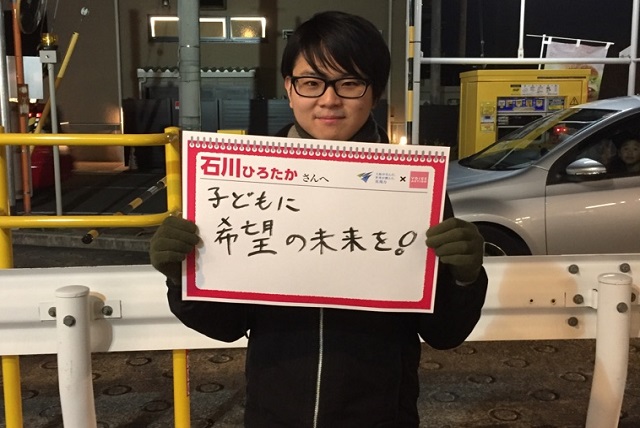 石川ひろたかさんへ
子どもに
希望の未来を!